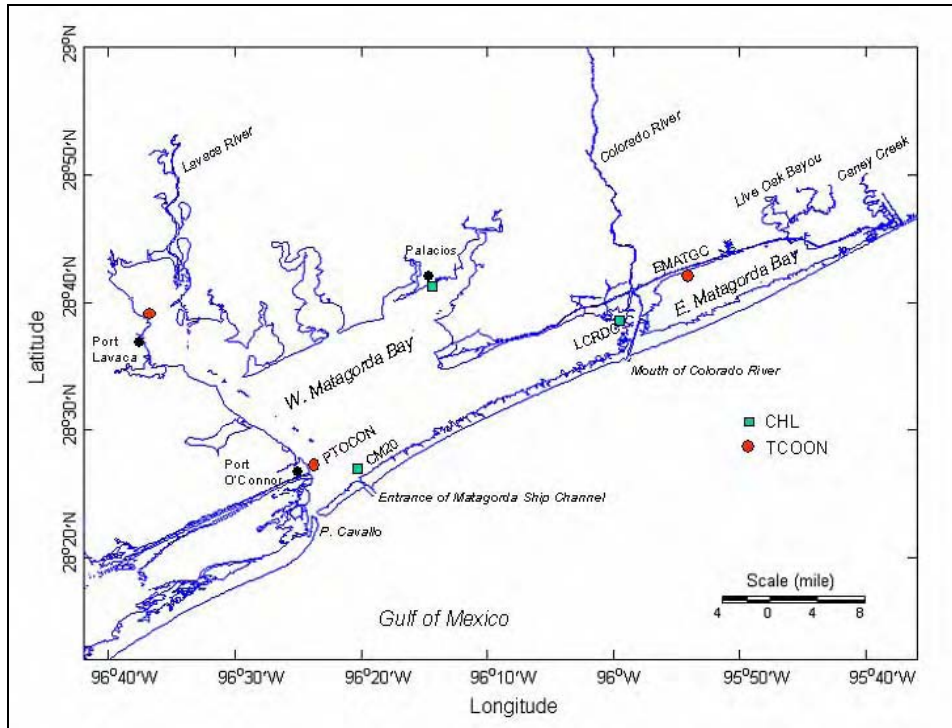 29°N
28°50'N
28°40'N
28°30'N
28°20'N
Latitude
Lavaca River
Colorado River
Live Oak Bayou
Caney Creek
Palacios
EMATGC
E. Matagorda Bay
Port
Lavaca
LCRDGC
W. Matagorda Bay
Mouth of Colorado River
CHL
TCOON
Port
O'Connor
PTOCON
CM20
Entrance of Matagorda Ship Channel
P. Cavallo
Scale (mile)
4 0 4 8
Gulf of Mexico
96°40'W 96°30'W 96°20'W 96°10'W 96°W 95°50'W 95°40'W
Longitude